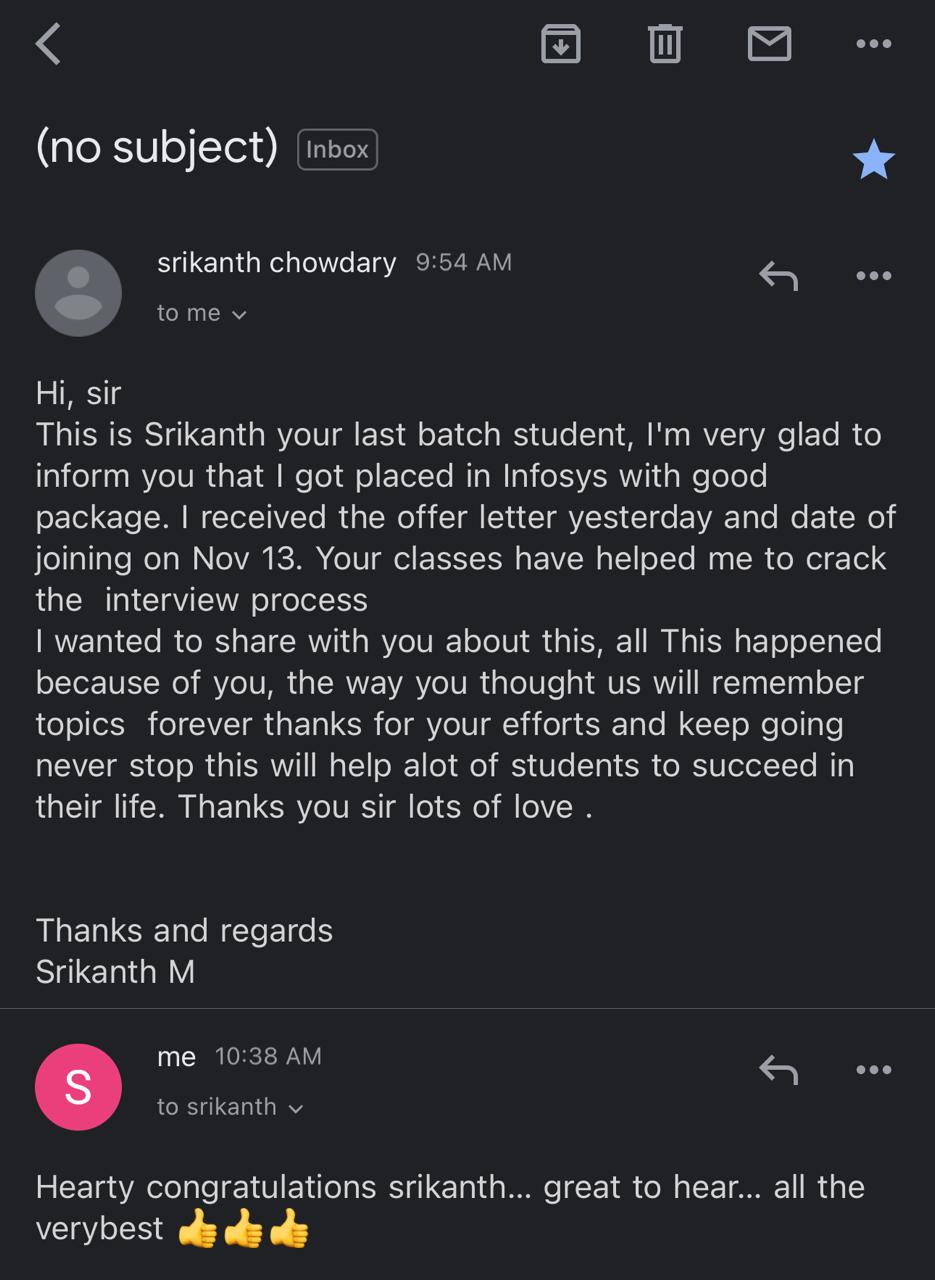 (no subject) Inbox
srikanth chowdary 9:54 AM
to me
Hi, sir
This is Srikanth your last batch student, I'm very glad to
inform you that I got placed in Infosys with good
package. I received the offer letter yesterday and date of
joining on Nov 13. Your classes have helped me to crack
the  interview process
I wanted to share with you about this, all This happened
because of you, the way you thought us will remember
topics  forever thanks for your efforts and keep going
never stop this will help alot of students to succeed in
their life. Thanks you sir lots of love .
Thanks and regards
Srikanth M
S
me 10:38 AM
to srikanth
Hearty congratulations srikanth... great to hear... all the
verybest 👍👍👍